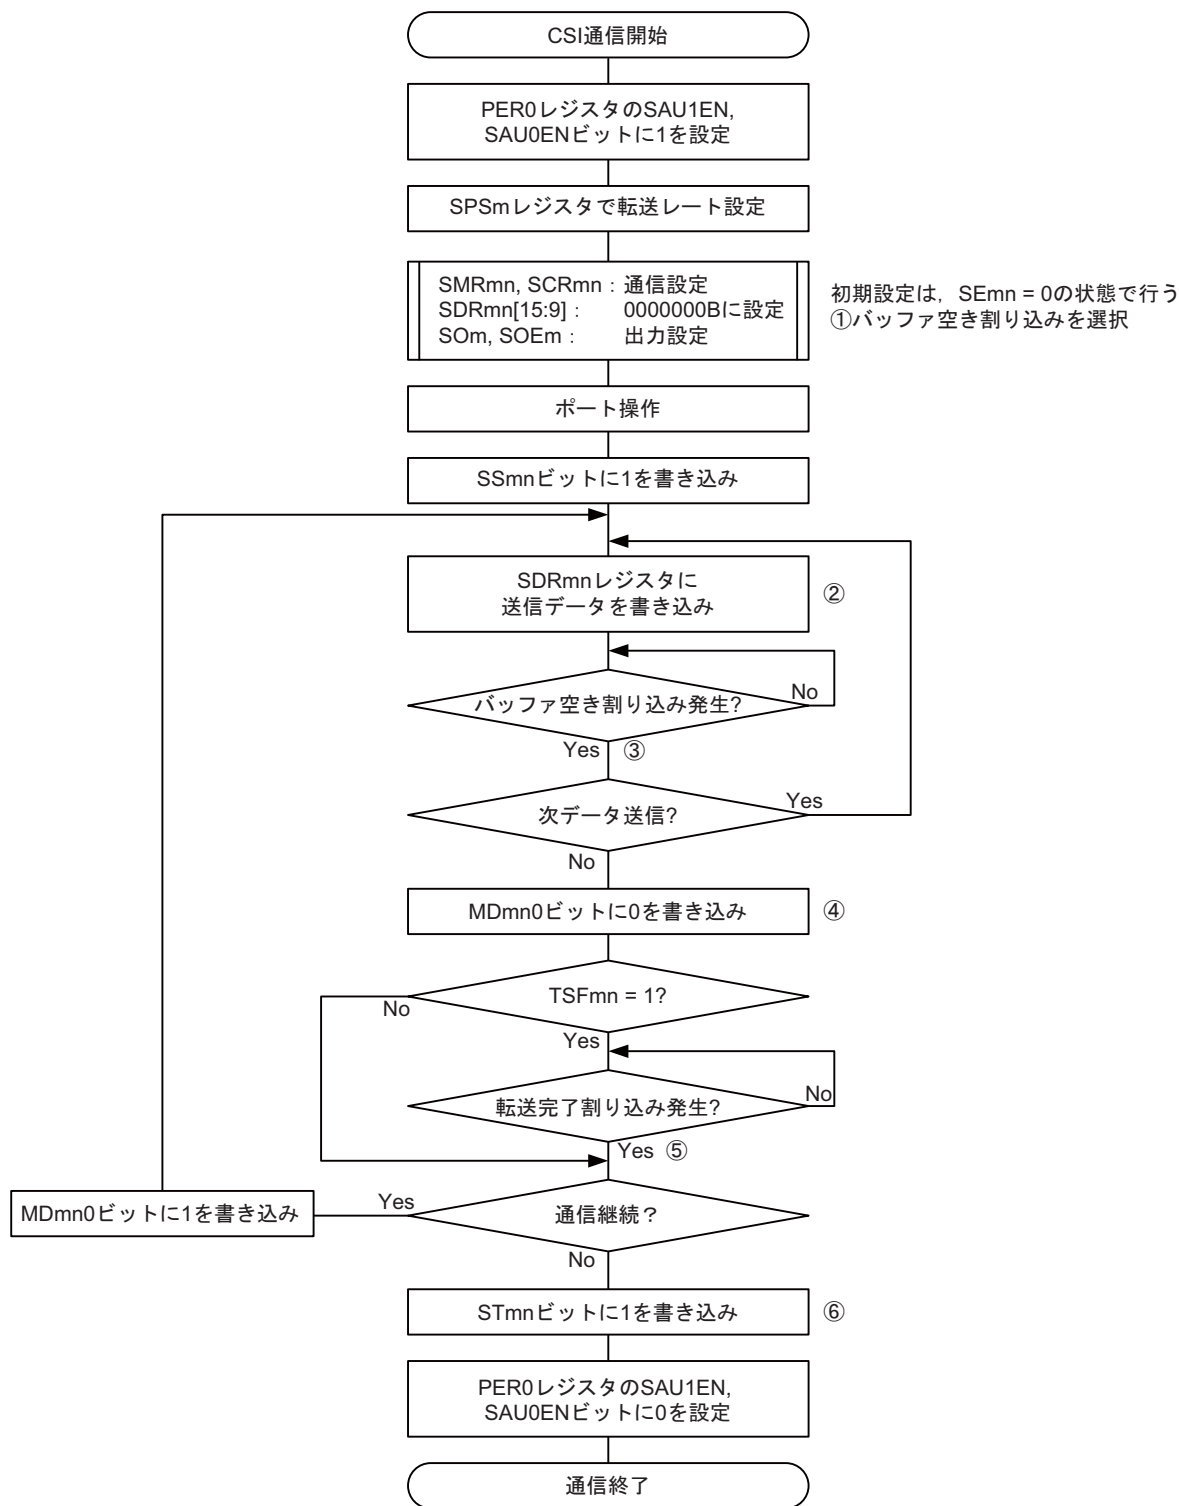 CSI通信開始
PER0レジスタのSAU1EN,
SAU0ENビットに1を設定
SPSmレジスタで転送レート設定
SMRmn, SCRmn：通信設定
SDRmn[15:9]： 0000000Bに設定
SOm, SOEm： 出力設定
初期設定は，SEmn = 0の状態で行う
①バッファ空き割り込みを選択
ポート操作
SSmnビットに1を書き込み
SDRmnレジスタに
送信データを書き込み
②
バッファ空き割り込み発生?
No
Yes ③
次データ送信?
Yes
No
MDmn0ビットに0を書き込み
④
TSFmn = 1?
No
Yes
転送完了割り込み発生?
No
Yes ⑤
MDmn0ビットに1を書き込み
Yes
通信継続？
No
STmnビットに1を書き込み
⑥
PER0レジスタのSAU1EN,
SAU0ENビットに0を設定
通信終了